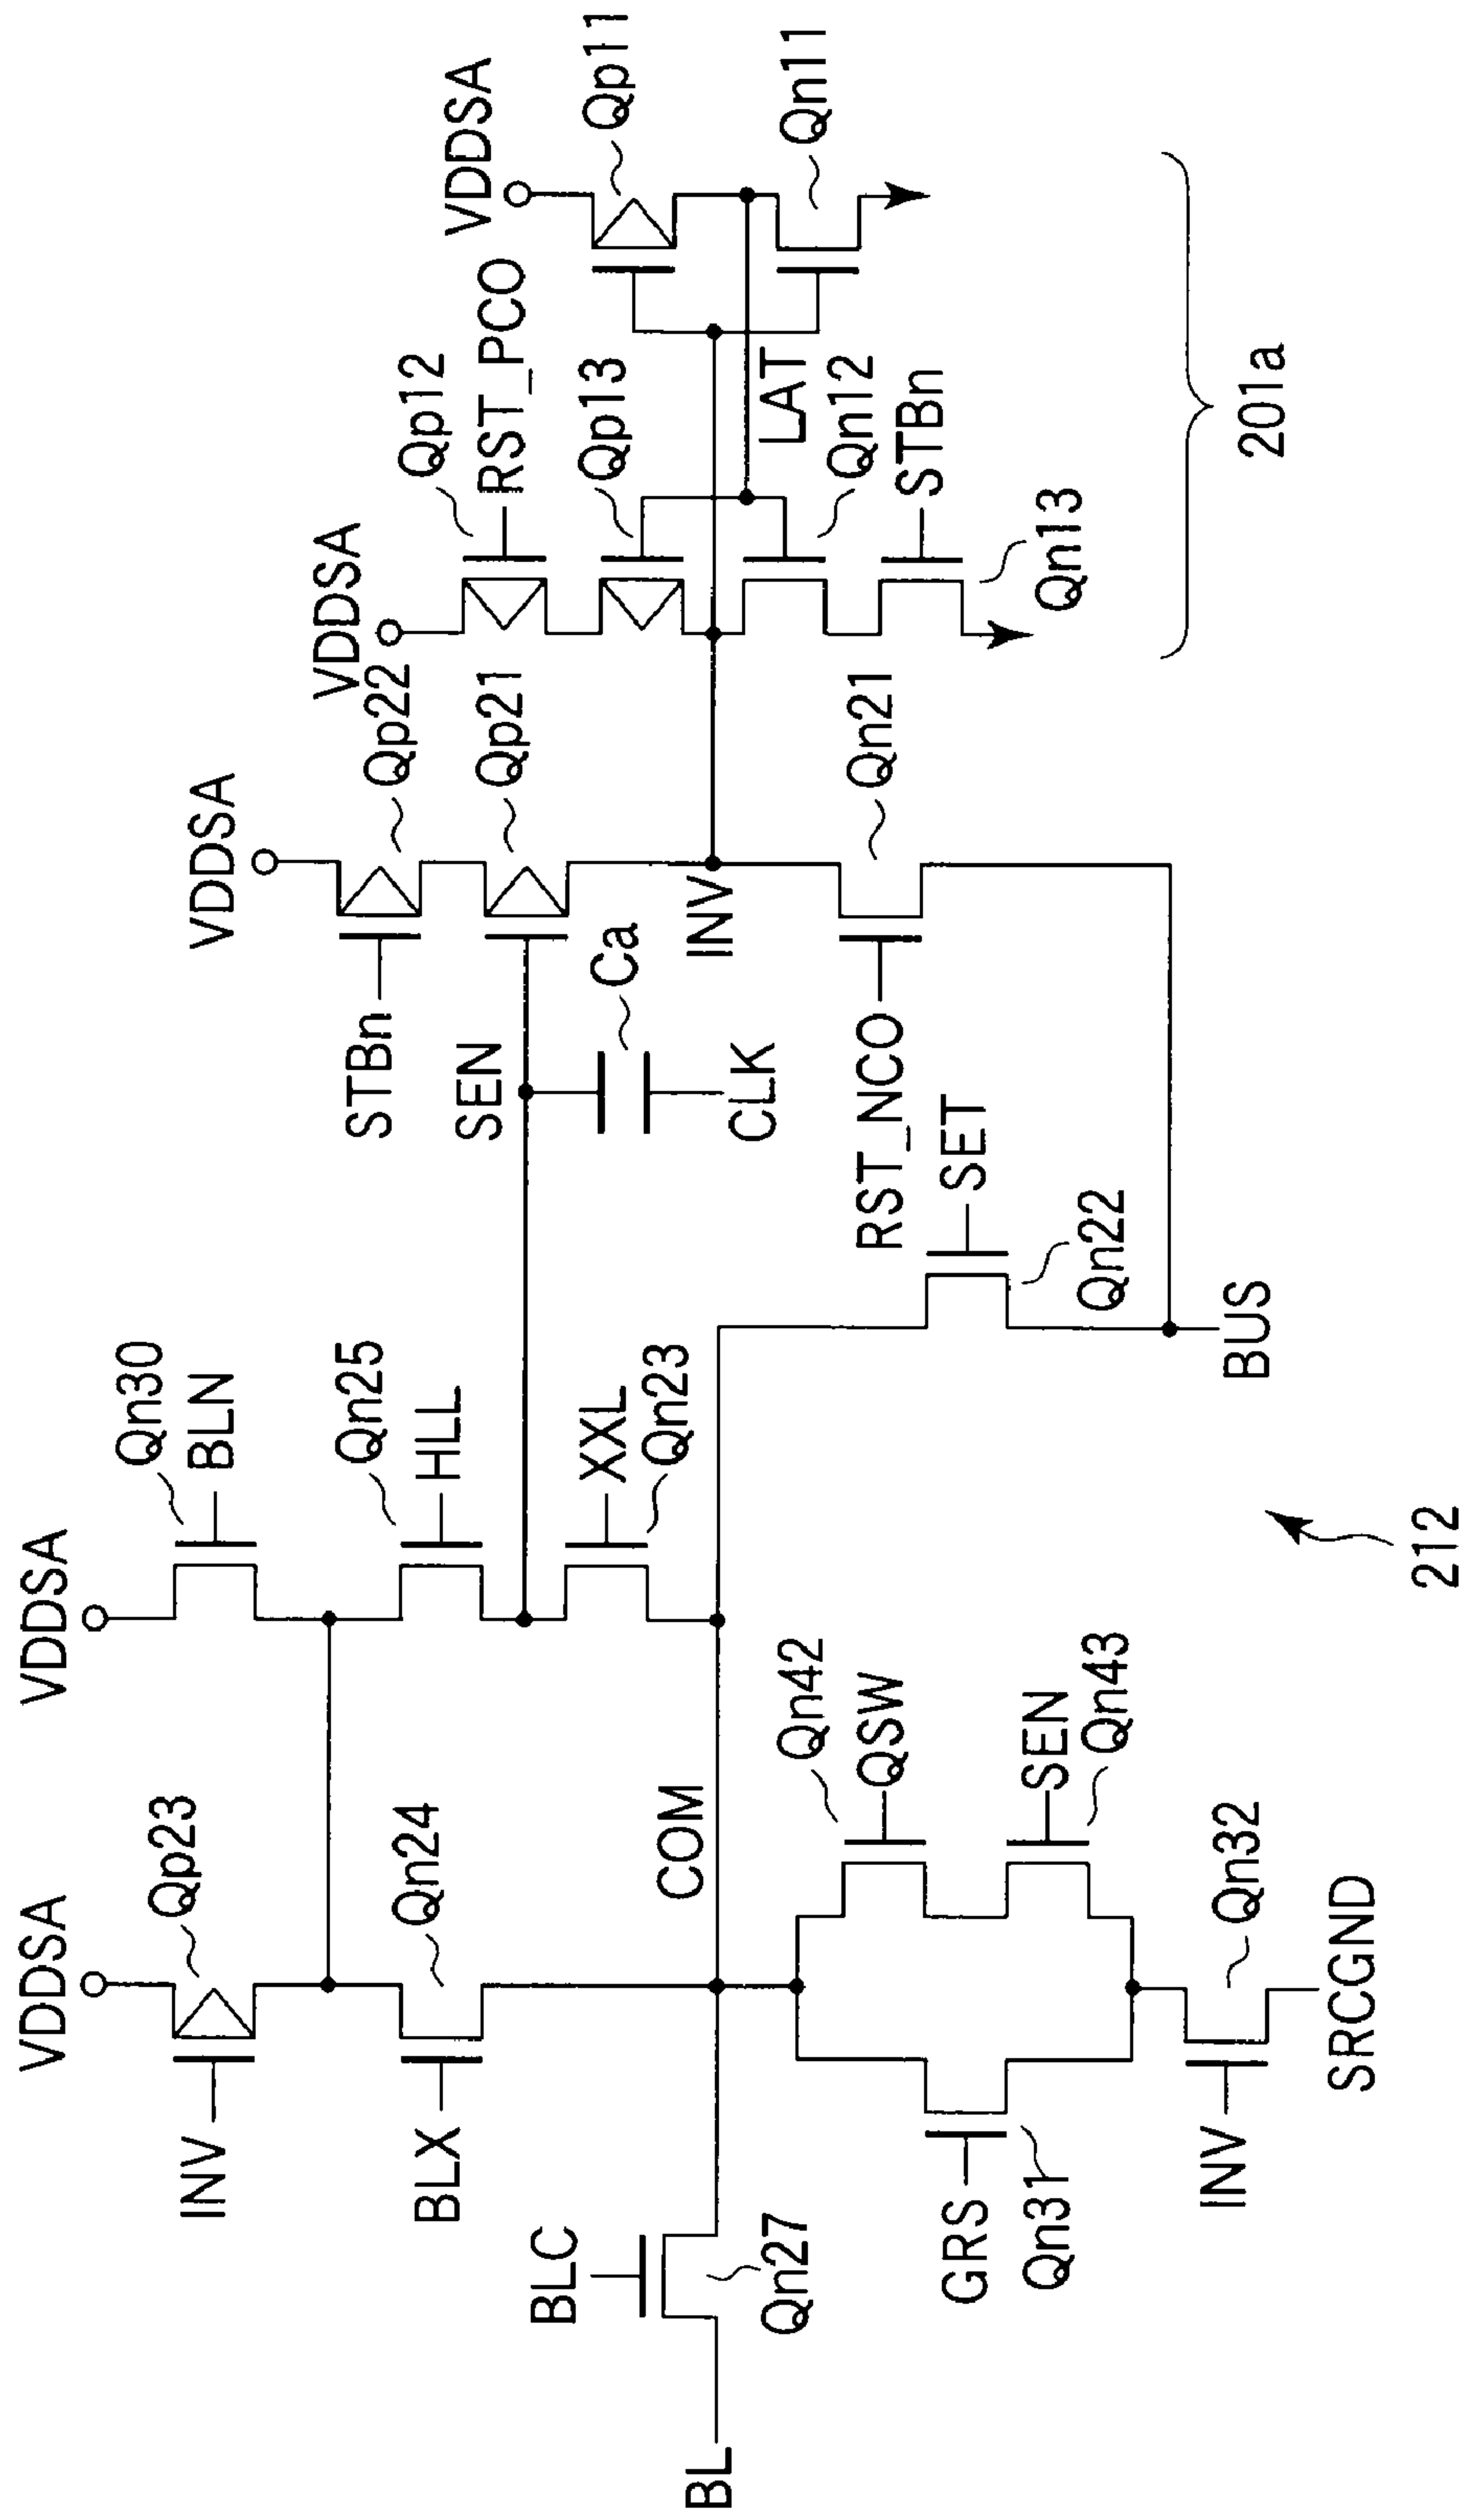 VDDSA
VDDSA
Qp23
INV
Qn30
BLN
Qn24
BLX
Qn25
HLL
BLC
COM
XXL
Qn23
BL
Qn27
Qn42
QSW
GRS
Qn31
SEN
Qn43
INV
Qn32
SRCGND
212
VDDSA
STBn
Qp22
SEN
Qp21
Ca
CLK
INV
RST_NCO
Qn21
SET
Qn22
BUS
VDDSA
Qp12
RST_PCO
Qp13
LAT
Qn12
STBn
Qn13
VDDSA
Qp11
Qn11
201a